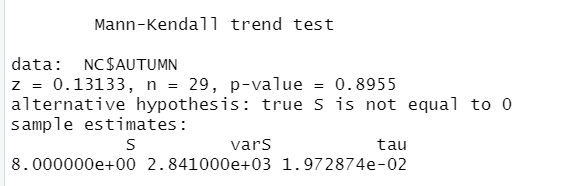 Mann-Kendall trend test
data:  NC$AUTUMN
z = 0.13133, n = 29, p-value = 0.8955
alternative hypothesis: true S is not equal to 0
sample estimates:
S varS tau
8.000000e+00 2.841000e+03 1.972874e-02